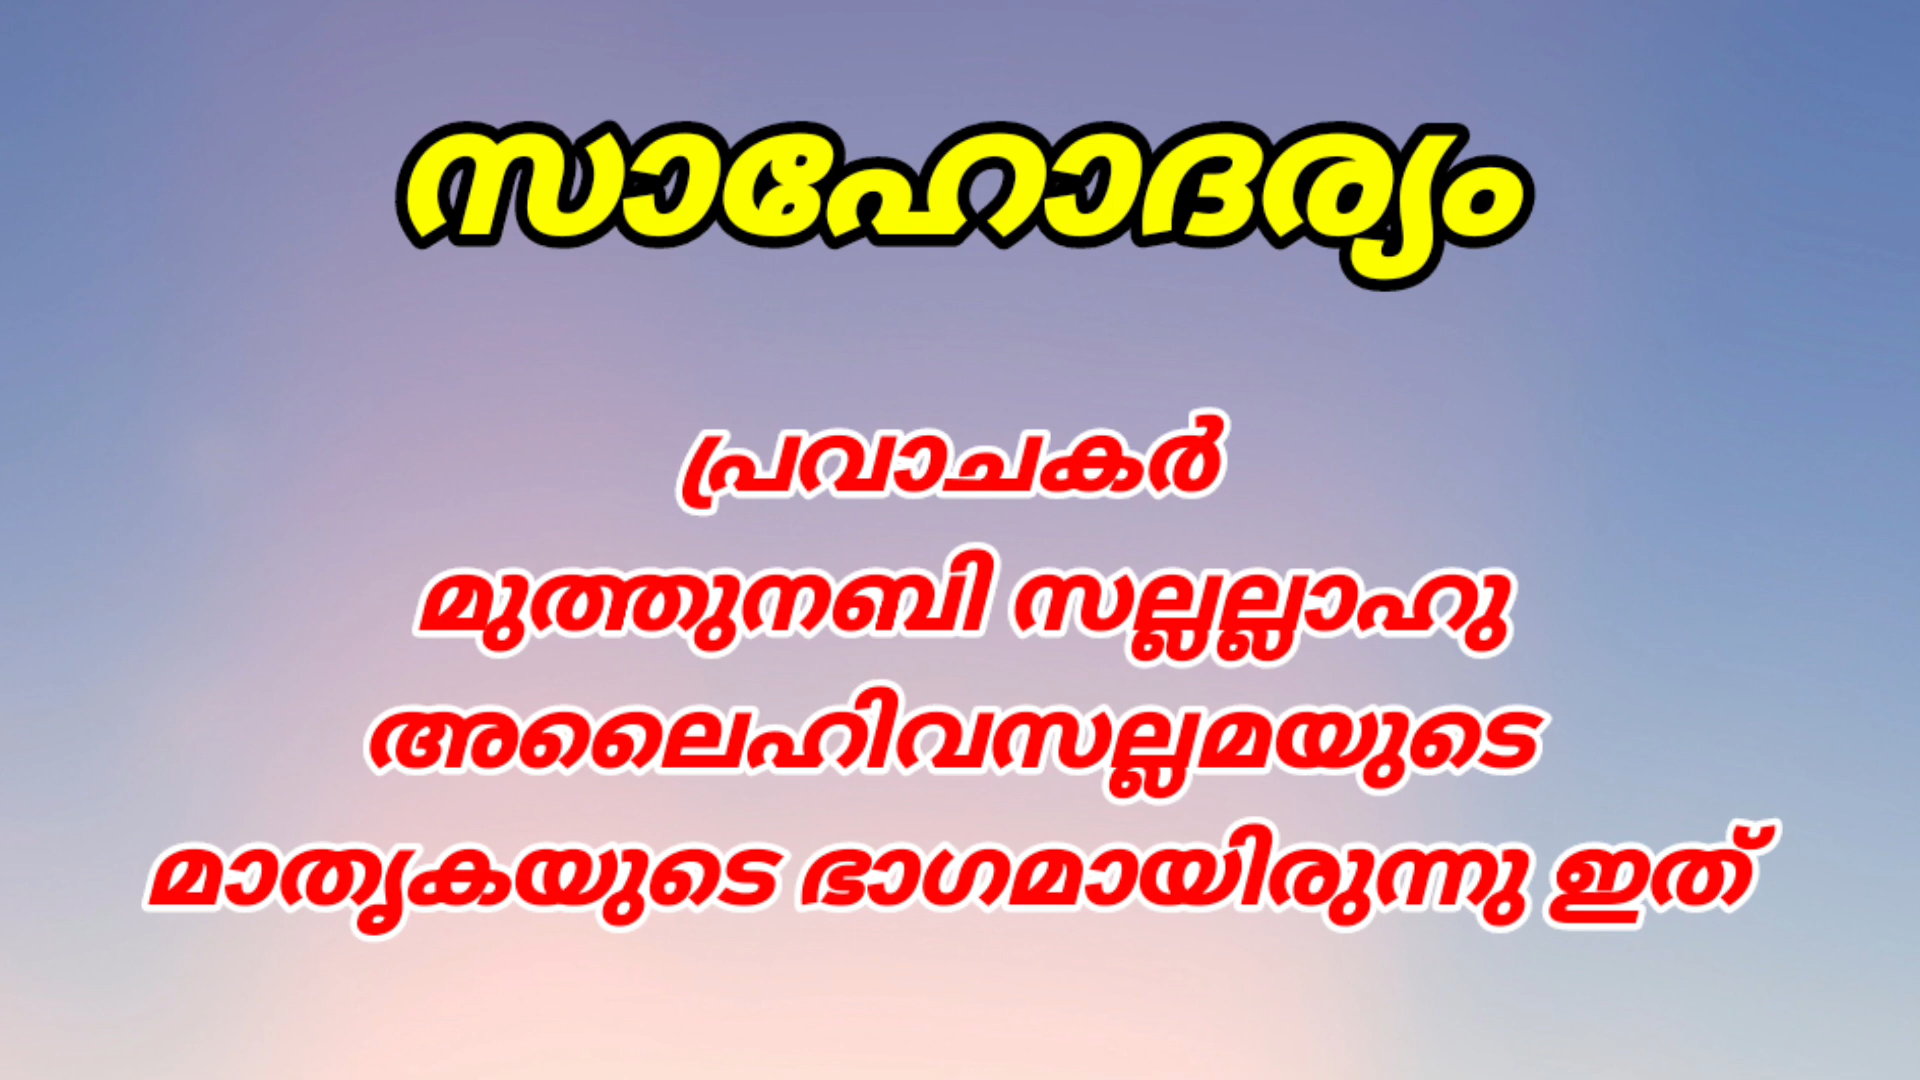 സാഹോദര്യം
പ്രവാചകർ
മുത്തുനബി സല്ലല്ലാഹു
അലൈഹിവസല്ലമയുടെ
മാതൃകയുടെ ഭാഗമായിരുന്നു ഇത്